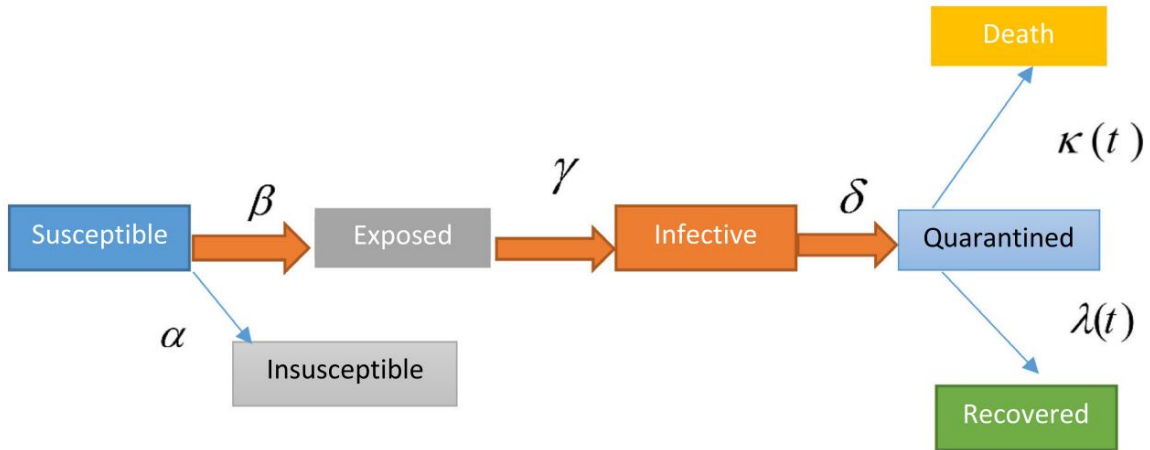 Death
κ(t)
γ
β
δ
Susceptible
Exposed
Infective
Quarantined
λ(t)
α
Insusceptible
Recovered